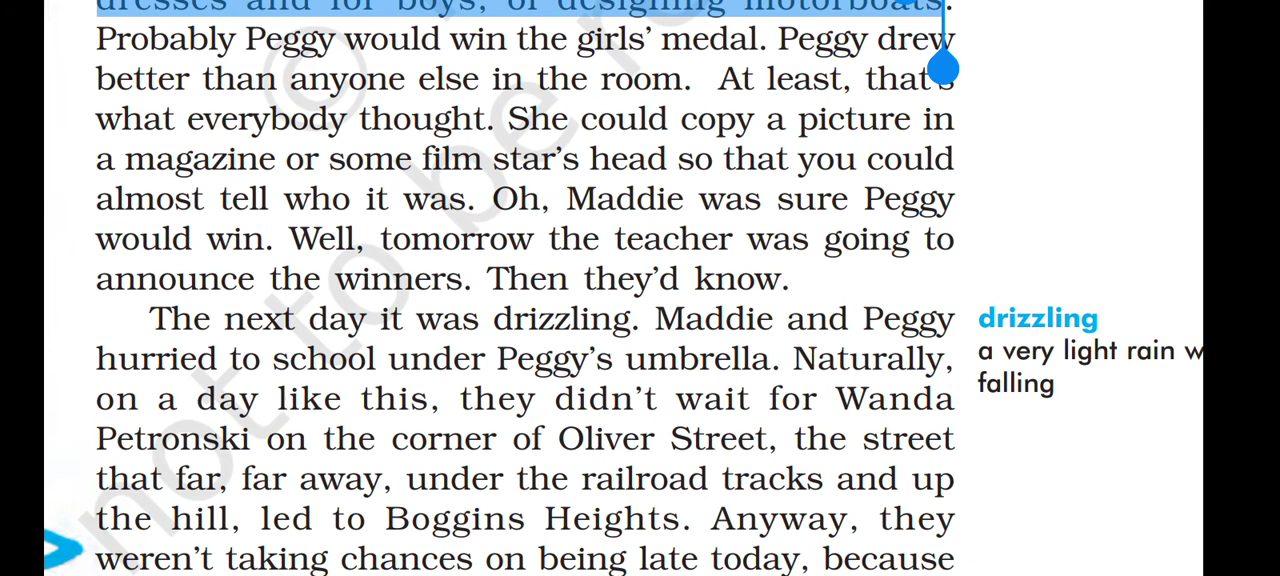 dresses and for boys, of designing motorboats.
Probably Peggy would win the girls’ medal. Peggy drew
better than anyone else in the room. At least, that’s
what everybody thought. She could copy a picture in
a magazine or some film star’s head so that you could
almost tell who it was. Oh, Maddie was sure Peggy
would win. Well, tomorrow the teacher was going to
announce the winners. Then they’d know.
The next day it was drizzling. Maddie and Peggy
hurried to school under Peggy’s umbrella. Naturally,
on a day like this, they didn’t wait for Wanda
Petronski on the corner of Oliver Street, the street
that far, far away, under the railroad tracks and up
the hill, led to Boggins Heights. Anyway, they
weren’t taking chances on being late today, because
drizzling
a very light rain w
falling
©
not to be r